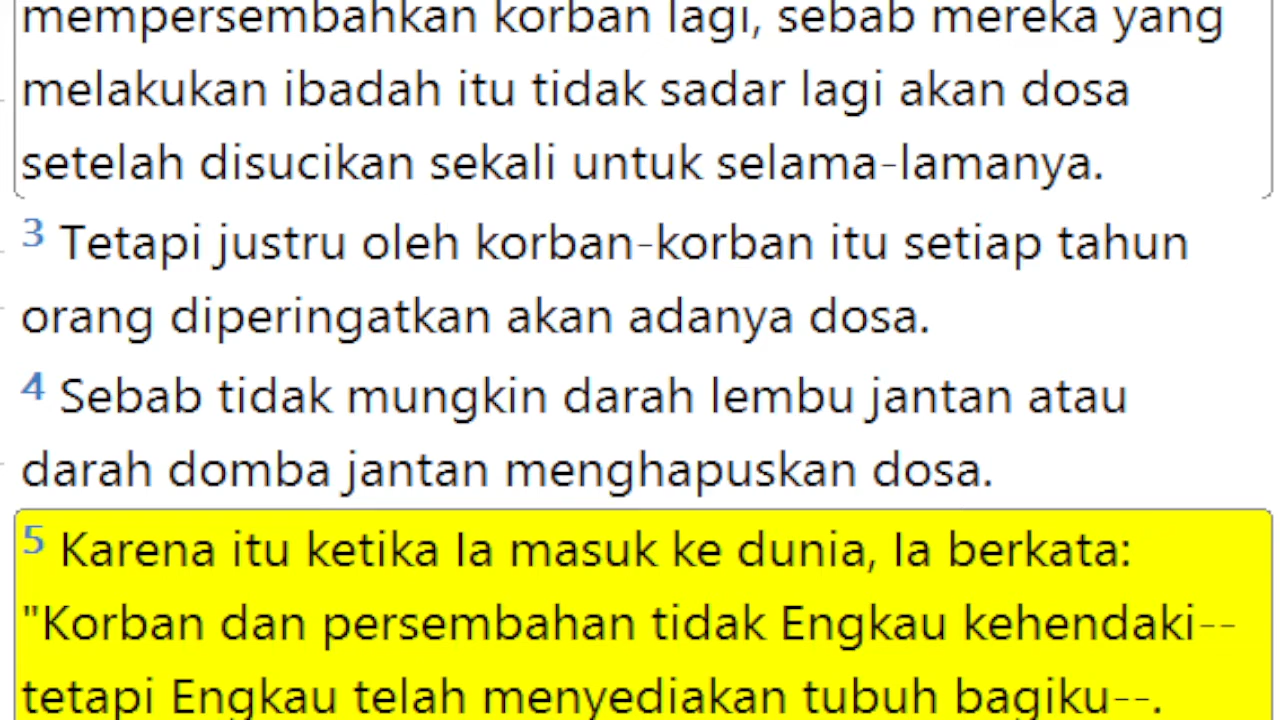 mempersembahkan korban lagi, sebab mereka yang
melakukan ibadah itu tidak sadar lagi akan dosa
setelah disucikan sekali untuk selama-lamanya.
3 Tetapi justru oleh korban-korban itu setiap tahun
orang diperingatkan akan adanya dosa.
4 Sebab tidak mungkin darah lembu jantan atau
darah domba jantan menghapuskan dosa.
5 Karena itu ketika Ia masuk ke dunia, Ia berkata:
"Korban dan persembahan tidak Engkau kehendaki--
tetapi Engkau telah menyediakan tubuh bagiku--.